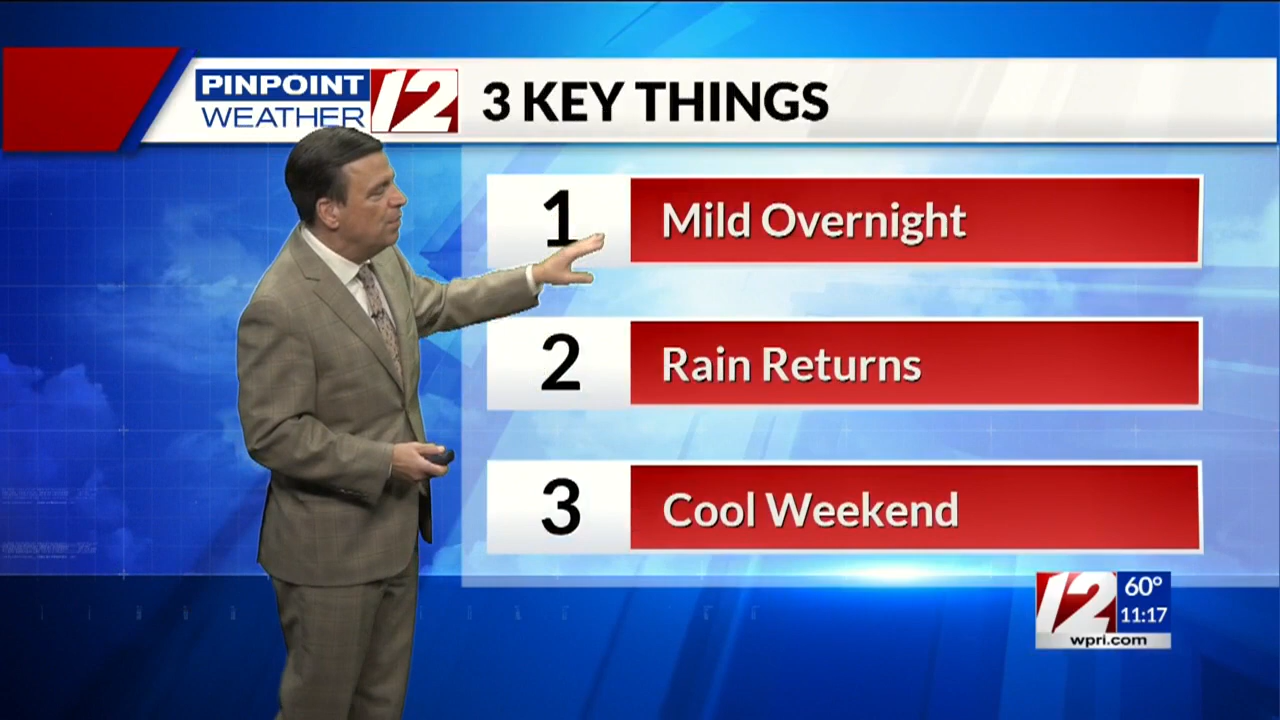 PINPOINT
WEATHER
12
3 KEY THINGS
1
Mild Overnight
2
Rain Returns
3
Cool Weekend
12
60°
11:17
wpri.com